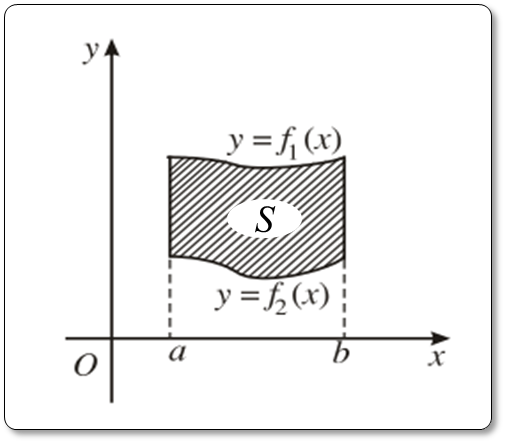 y
y = f₁(x)
S
y = f₂(x)
O
a
b
x